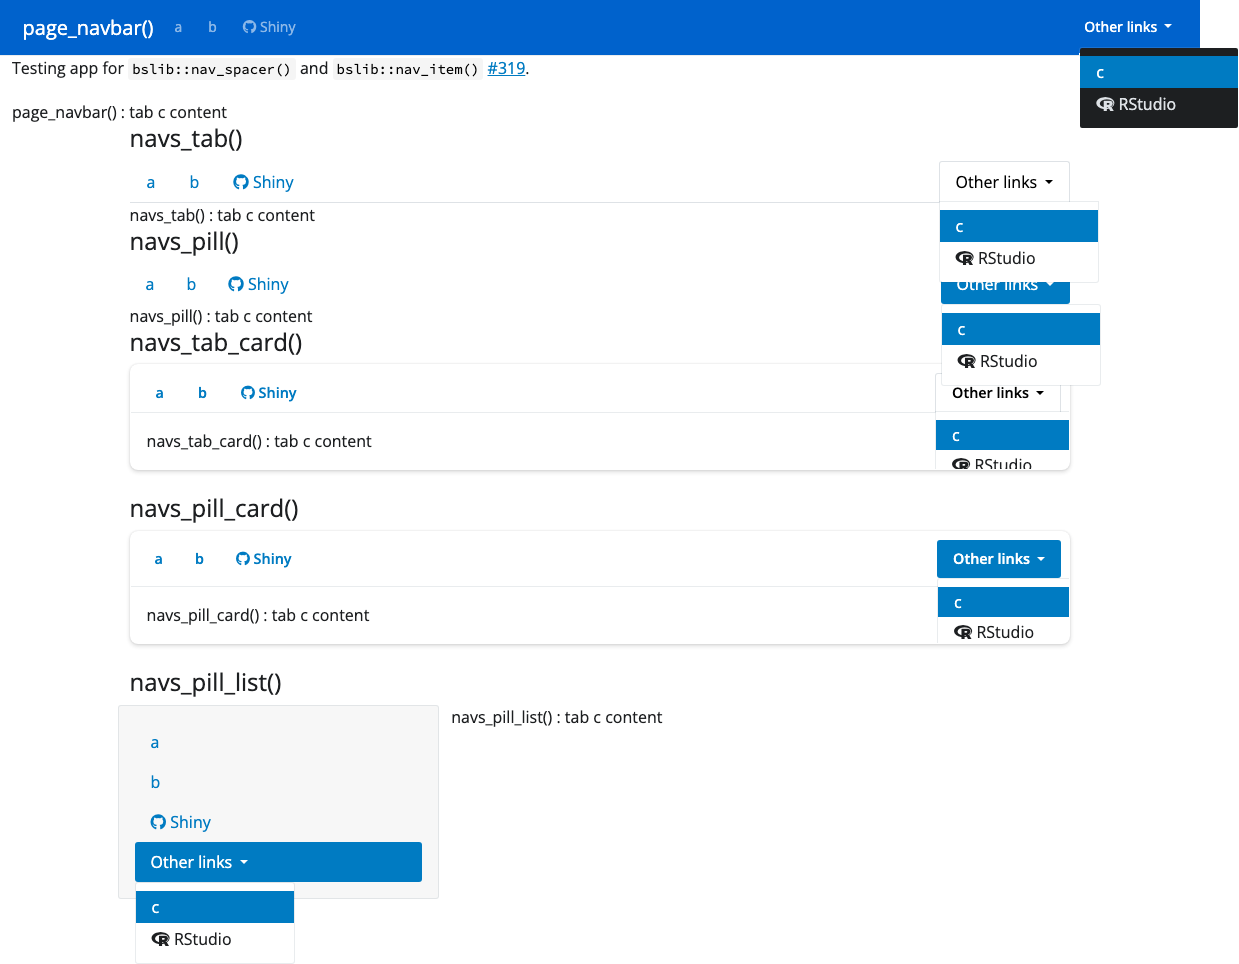 page_navbar() a b Shiny Other links
Testing app for bslib::nav_spacer() and bslib::nav_item() #319.
c
RStudio
page_navbar() : tab c content
navs_tab()
a b Shiny Other links
navs_tab() : tab c content
c
RStudio
navs_pill()
a b Shiny Other links
navs_pill() : tab c content
c
RStudio
navs_tab_card()
a b Shiny Other links
navs_tab_card() : tab c content
c
RStudio
navs_pill_card()
a b Shiny Other links
navs_pill_card() : tab c content
c
RStudio
navs_pill_list()
navs_pill_list() : tab c content
a
b
Shiny
Other links
c
RStudio